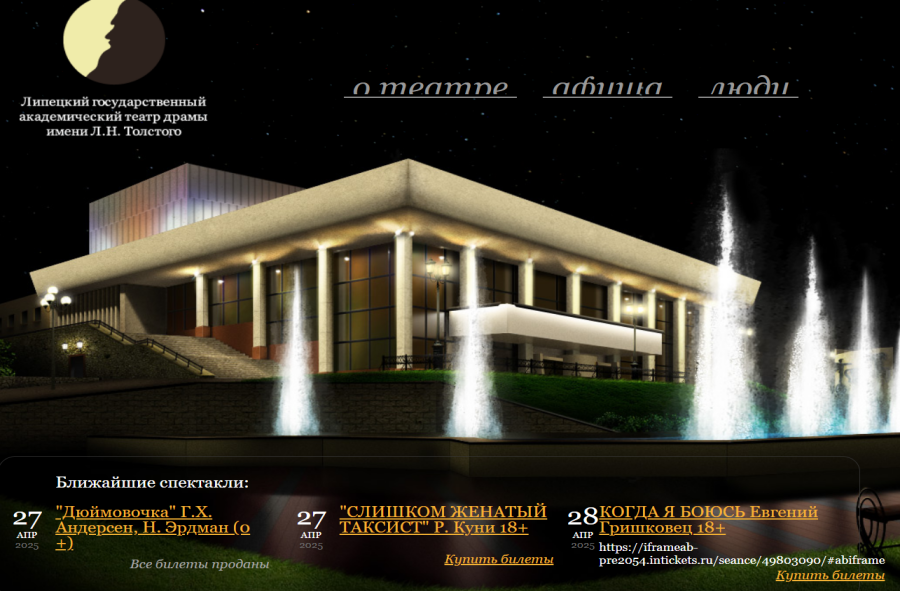 Липецкий государственный
академический театр драмы
имени Л.Н. Толстого
о театре афиша люди
Ближайшие спектакли:
27
АПР
2025
"Дюймовочка" Г.Х.
Андерсен, Н. Эрдман (0
+)
Все билеты проданы
27
АПР
2025
"СЛИШКОМ ЖЕНАТЫЙ
ТАКСИСТ" Р. Куни 18+
Купить билеты
28
АПР
2025
КОГДА Я БОЮСЬ Евгений
Гришковец 18+
https://iframeab-
pre2054.intickets.ru/seance/49803090/#abiframe
Купить билеты